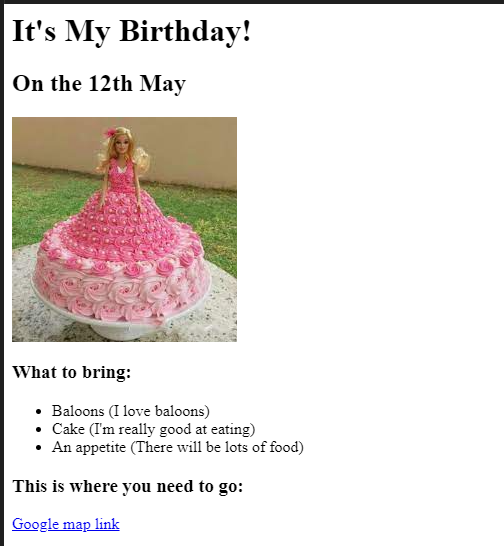 It's My Birthday!
On the 12th May
What to bring:
Baloons (I love baloons)
Cake (I'm really good at eating)
An appetite (There will be lots of food)
This is where you need to go:
Google map link